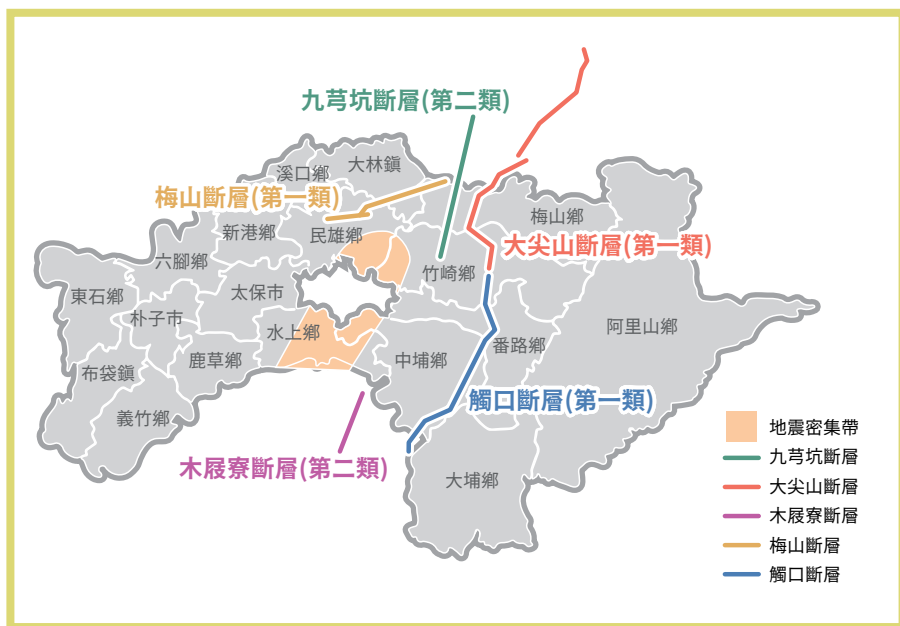 九芎坑斷層(第二類)
大林鎮
溪口鄉
梅山斷層(第一類)
梅山鄉
新港鄉
民雄鄉
大尖山斷層(第一類)
六腳鄉
竹崎鄉
東石鄉
太保市
朴子市
水上鄉
阿里山鄉
番路鄉
鹿草鄉
中埔鄉
布袋鎮
觸口斷層(第一類)
義竹鄉
木屐寮斷層(第二類)
大埔鄉
地震密集帶
九芎坑斷層
大尖山斷層
木屐寮斷層
梅山斷層
觸口斷層